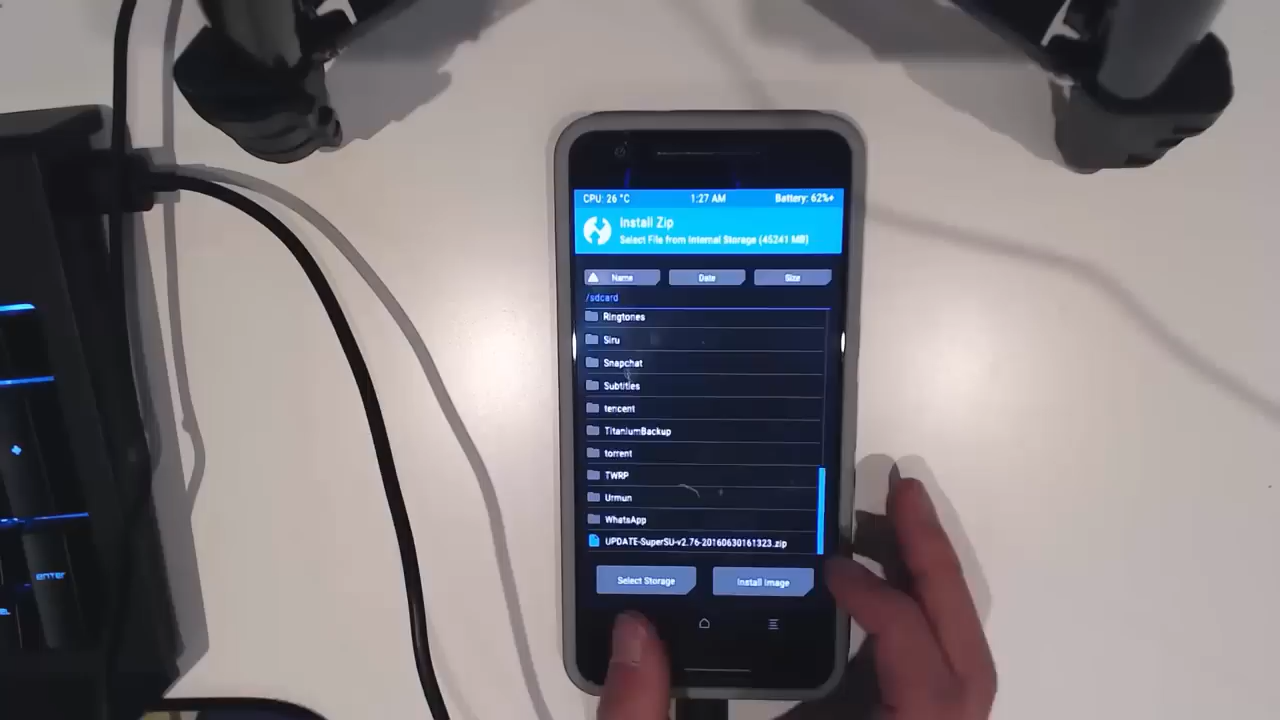 CPU: 26 °C 1:27 AM Battery: 62%+
Install Zip
Select File from Internal Storage (45241 MB)
Name Date Size
/sdcard
Ringtones
Siru
Snapchat
Subtitles
tencent
TitaniumBackup
torrent
TWRP
Urmun
WhatsApp
UPDATE-SuperSU-v2.76-20160630161323.zip
Select Storage Install Image
ENTER